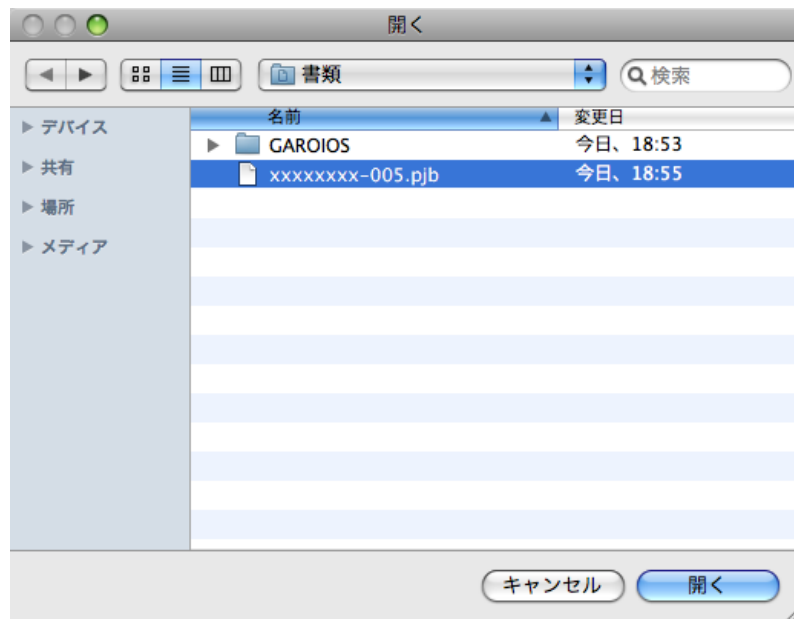 開く
書類
検索
名前 変更日
デバイス
共有
場所
メディア
GAROIOS 今日、18:53
xxxxxxxx-005.pjb 今日、18:55
キャンセル 開く